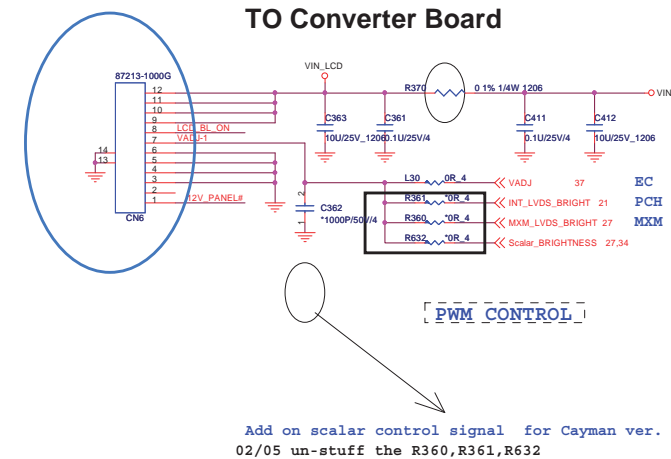 TO Converter Board
VIN_LCD
87213-1000G
R370 0 1% 1/4W 1206
VIN
12
11
10
9
8 LCD_BL_ON
7 VADJ-1
6
5
4
3
2
1 12V_PANEL#
14
13
CN6
C363
10U/25V_1206
C361
0.1U/25V/4
C411
0.1U/25V/4
C412
10U/25V_1206
2
C362
1 *1000P/50V/4
L30 0R_4 VADJ 37 EC
R361 *0R_4 INT_LVDS_BRIGHT 21 PCH
R360 *0R_4 MXM_LVDS_BRIGHT 27 MXM
R632 *0R_4 Scalar_BRIGHTNESS 27,34
PWM CONTROL
Add on scalar control signal for Cayman ver.
02/05 un-stuff the R360,R361,R632